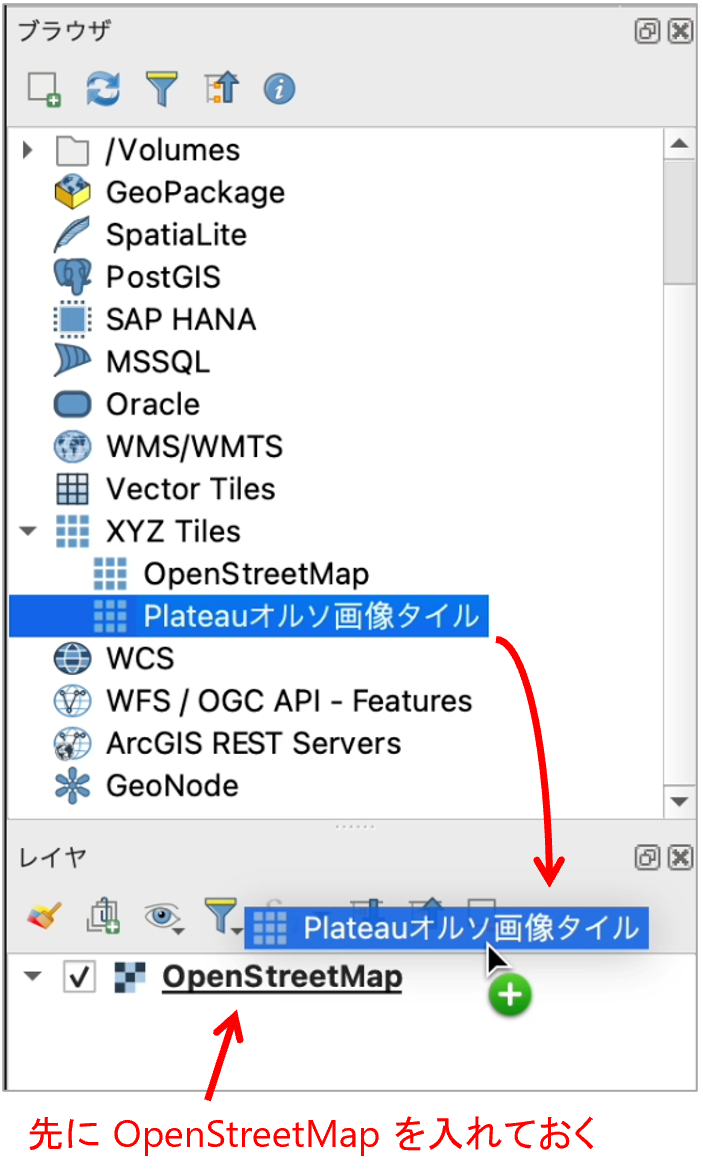 ブラウザ
/Volumes
GeoPackage
SpatiaLite
PostGIS
SAP HANA
MSSQL
Oracle
WMS/WMTS
Vector Tiles
XYZ Tiles
OpenStreetMap
Plateauオルソ画像タイル
WCS
WFS / OGC API - Features
ArcGIS REST Servers
GeoNode
レイヤ
Plateauオルソ画像タイル
OpenStreetMap
先に OpenStreetMap を入れておく